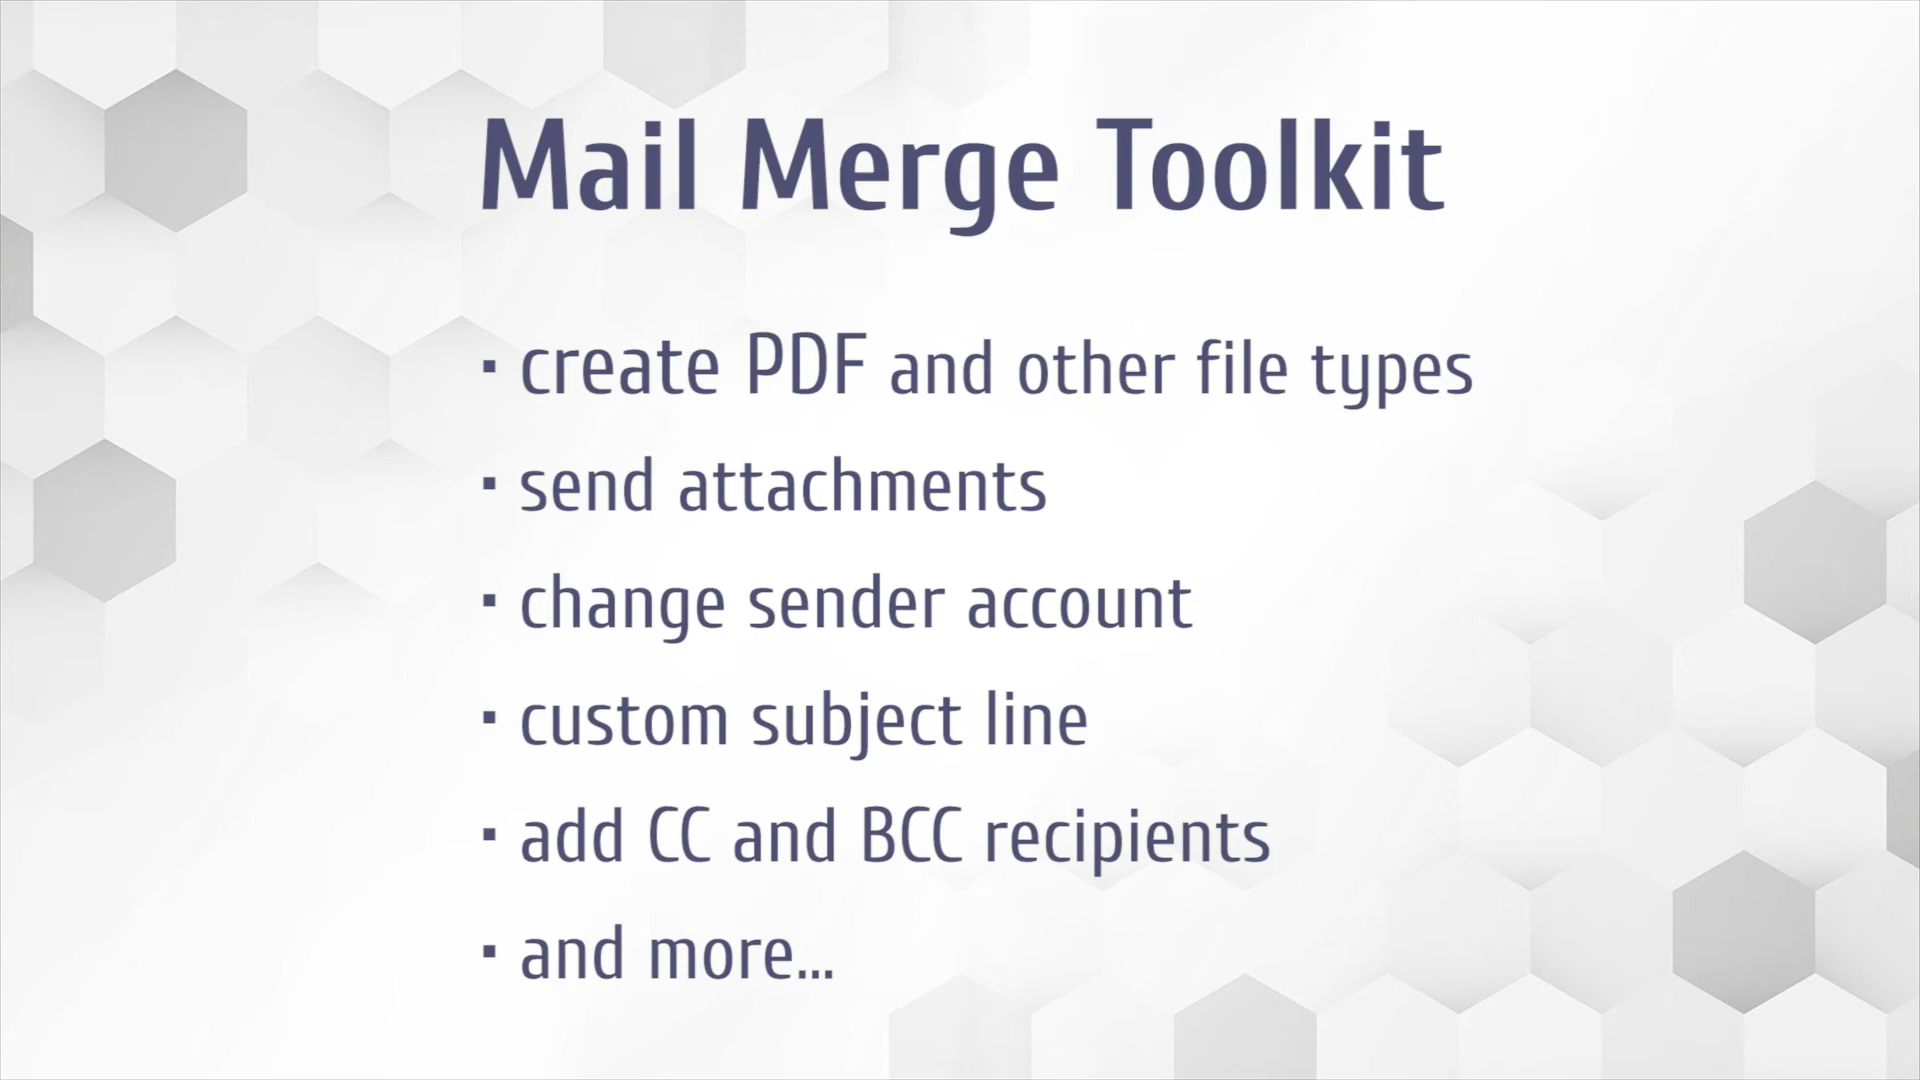 Mail Merge Toolkit
▪ create PDF and other file types
▪ send attachments
▪ change sender account
▪ custom subject line
▪ add CC and BCC recipients
▪ and more...